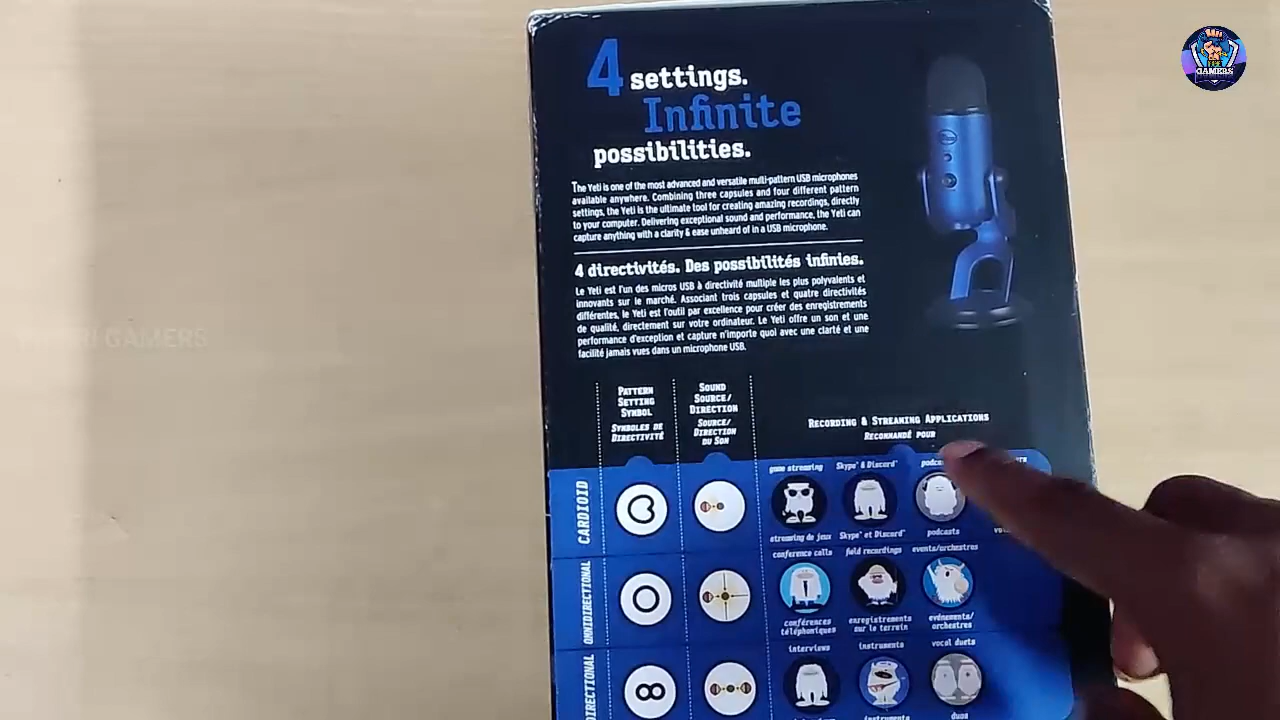 GAMERS
4 settings.
Infinite
possibilities.
The Yeti is one of the most advanced and versatile multi-pattern USB microphones
available anywhere. Combining three capsules and four different pattern
settings, the Yeti is the ultimate tool for creating amazing recordings, directly
to your computer. Delivering exceptional sound and performance, the Yeti can
capture anything with a clarity & ease unheard of in a USB microphone.
4 directivités. Des possibilités infinies.
Le Yeti est l'un des micros USB à directivité multiple les plus polyvalents et
innovants sur le marché. Associant trois capsules et quatre directivités
différentes, le Yeti est l'outil par excellence pour créer des enregistrements
de qualité, directement sur votre ordinateur. Le Yeti offre un son et une
performance d'exception et capture n'importe quoi avec une clarité et une
facilité jamais vues dans un microphone USB.
GAMERS
PATTERN
SETTING
SYMBOL
SYMBOLES DE
DIRECTIVITÉ
SOUND
SOURCE/
DIRECTION
SOURCE/
DIRECTION
DU SON
RECORDING & STREAMING APPLICATIONS
RECOMMANDÉ POUR
CARDIOID
game streaming
Skype® & Discord™
streaming de jeux
Skype® et Discord™
podcasts
OMNIDIRECTIONAL
conference calls
field recordings
events/orchestras
conférences
téléphoniques
enregistrements
sur le terrain
événements/
orchestres
DIRECTIONAL
interviews
instruments
vocal duets
instruments
duos